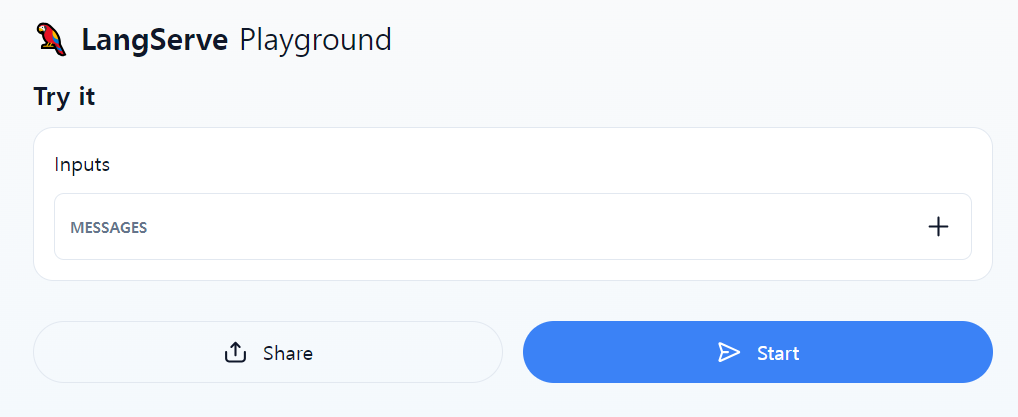 LangServe Playground
Try it
Inputs
MESSAGES
Share
Start